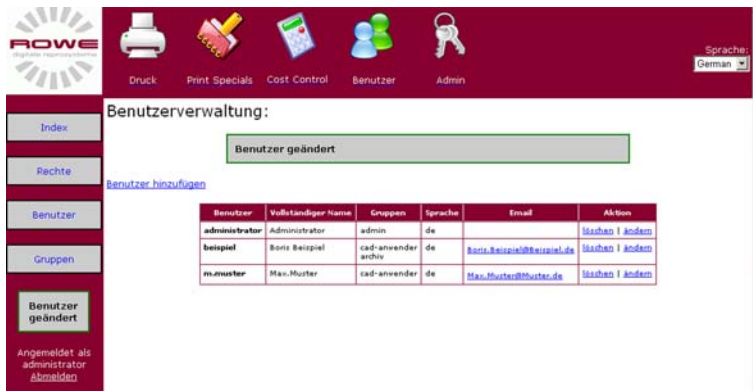 ROWE
digitale reprosysteme
Druck
Print Specials
Cost Control
Benutzer
Admin
Sprache:
German
Index
Rechte
Benutzer
Gruppen
Benutzer
geändert
Angemeldet als
administrator
Abmelden
Benutzerverwaltung:
Benutzer geändert
Benutzer hinzufügen
Benutzer Vollständiger Name Gruppen Sprache Email Aktion
administrator Administrator admin de löschen | ändern
beispiel Boris Beizpiel cad-anwender de Boris.Beispiel@Beispiel.de löschen | ändern
archiv
m.muster Max.Muster cad-anwender de Max.Muster@Muster.de löschen | ändern